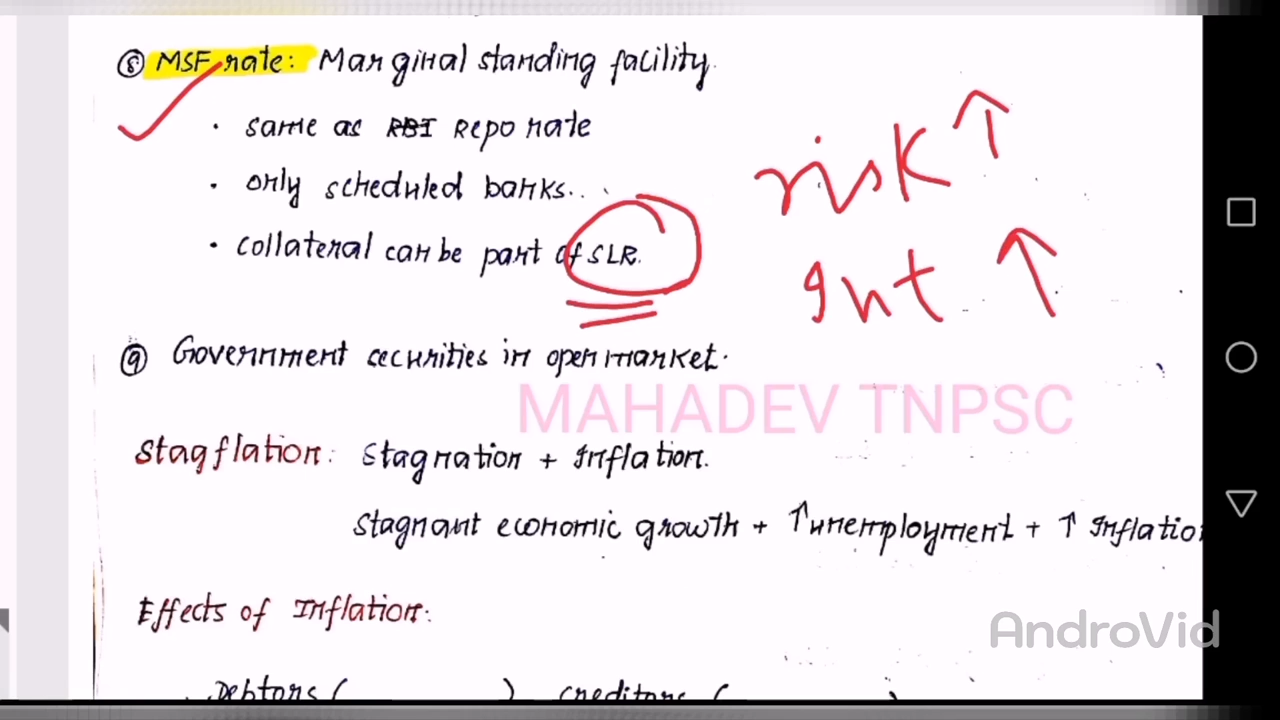 ⑧ MSF rate: Marginal standing facility.
· same as RBI Repo rate
· only scheduled banks..
· collateral can be part of SLR.
risk ↑
Int ↑
⑨ Government securities in open market.
MAHADEV TNPSC
Stagflation: Stagnation + Inflation.
Stagnant economic growth + ↑unemployment + ↑ Inflatio
Effects of Inflation:
AndroVid
. Debtors ( ) creditors ( )